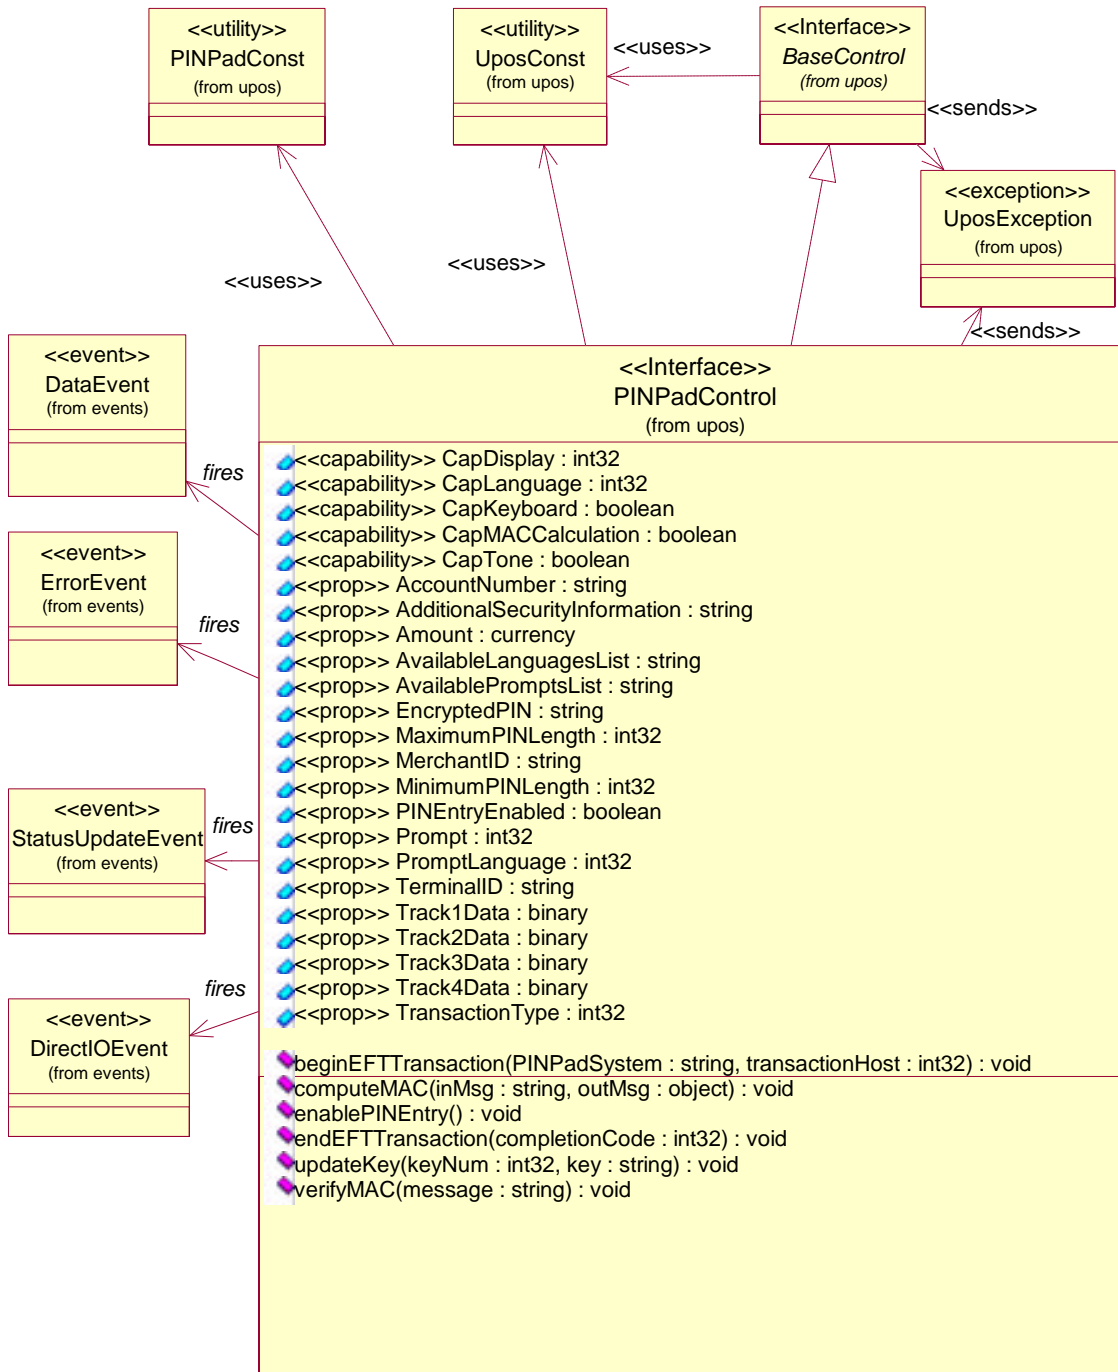 <<utility>>
PINPadConst
(from upos)
<<utility>>
UposConst
(from upos)
<<uses>>
<<Interface>>
BaseControl
(from upos)
<<sends>>
<<exception>>
UposException
(from upos)
<<uses>>
<<uses>>
<<sends>>
<<event>>
DataEvent
(from events)
fires
<<event>>
ErrorEvent
(from events)
fires
<<event>>
StatusUpdateEvent
(from events)
fires
<<event>>
DirectIOEvent
(from events)
fires
<<Interface>>
PINPadControl
(from upos)
<<capability>> CapDisplay : int32
<<capability>> CapLanguage : int32
<<capability>> CapKeyboard : boolean
<<capability>> CapMACCalculation : boolean
<<capability>> CapTone : boolean
<<prop>> AccountNumber : string
<<prop>> AdditionalSecurityInformation : string
<<prop>> Amount : currency
<<prop>> AvailableLanguagesList : string
<<prop>> AvailablePromptsList : string
<<prop>> EncryptedPIN : string
<<prop>> MaximumPINLength : int32
<<prop>> MerchantID : string
<<prop>> MinimumPINLength : int32
<<prop>> PINEntryEnabled : boolean
<<prop>> Prompt : int32
<<prop>> PromptLanguage : int32
<<prop>> TerminalID : string
<<prop>> Track1Data : binary
<<prop>> Track2Data : binary
<<prop>> Track3Data : binary
<<prop>> Track4Data : binary
<<prop>> TransactionType : int32
beginEFTTransaction(PINPadSystem : string, transactionHost : int32) : void
computeMAC(inMsg : string, outMsg : object) : void
enablePINEntry() : void
endEFTTransaction(completionCode : int32) : void
updateKey(keyNum : int32, key : string) : void
verifyMAC(message : string) : void